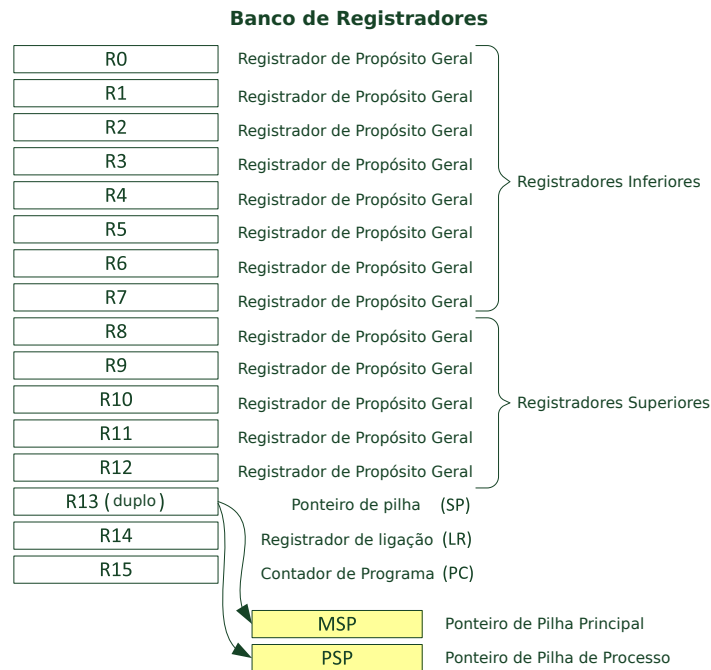 Banco de Registradores
R0 Registrador de Propósito Geral
R1 Registrador de Propósito Geral
R2 Registrador de Propósito Geral
R3 Registrador de Propósito Geral
R4 Registrador de Propósito Geral
R5 Registrador de Propósito Geral
R6 Registrador de Propósito Geral
R7 Registrador de Propósito Geral
Registradores Inferiores
R8 Registrador de Propósito Geral
R9 Registrador de Propósito Geral
R10 Registrador de Propósito Geral
R11 Registrador de Propósito Geral
R12 Registrador de Propósito Geral
Registradores Superiores
R13 (duplo) Ponteiro de pilha (SP)
R14 Registrador de ligação (LR)
R15 Contador de Programa (PC)
MSP Ponteiro de Pilha Principal
PSP Ponteiro de Pilha de Processo